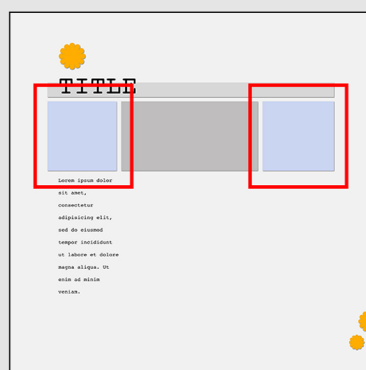 TITLE
Lorem ipsum dolor
sit amet,
consectetur
adipisicing elit,
sed do eiusmod
tempor incididunt
ut labore et dolore
magna aliqua. Ut
enim ad minim
veniam.